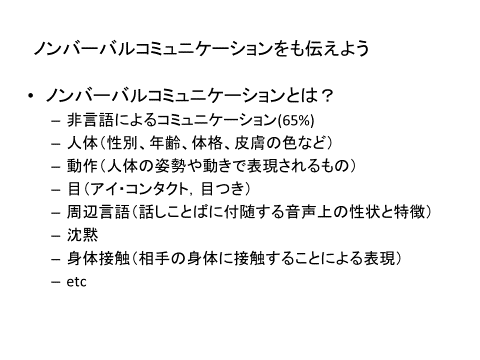 ノンバーバルコミュニケーションをも伝えよう
• ノンバーバルコミュニケーションとは？
– 非言語によるコミュニケーション(65%)
– 人体（性別、年齢、体格、皮膚の色など）
– 動作（人体の姿勢や動きで表現されるもの）
– 目（アイ・コンタクト，目つき）
– 周辺言語（話しことばに付随する音声上の性状と特徴）
– 沈黙
– 身体接触（相手の身体に接触することによる表現）
– etc